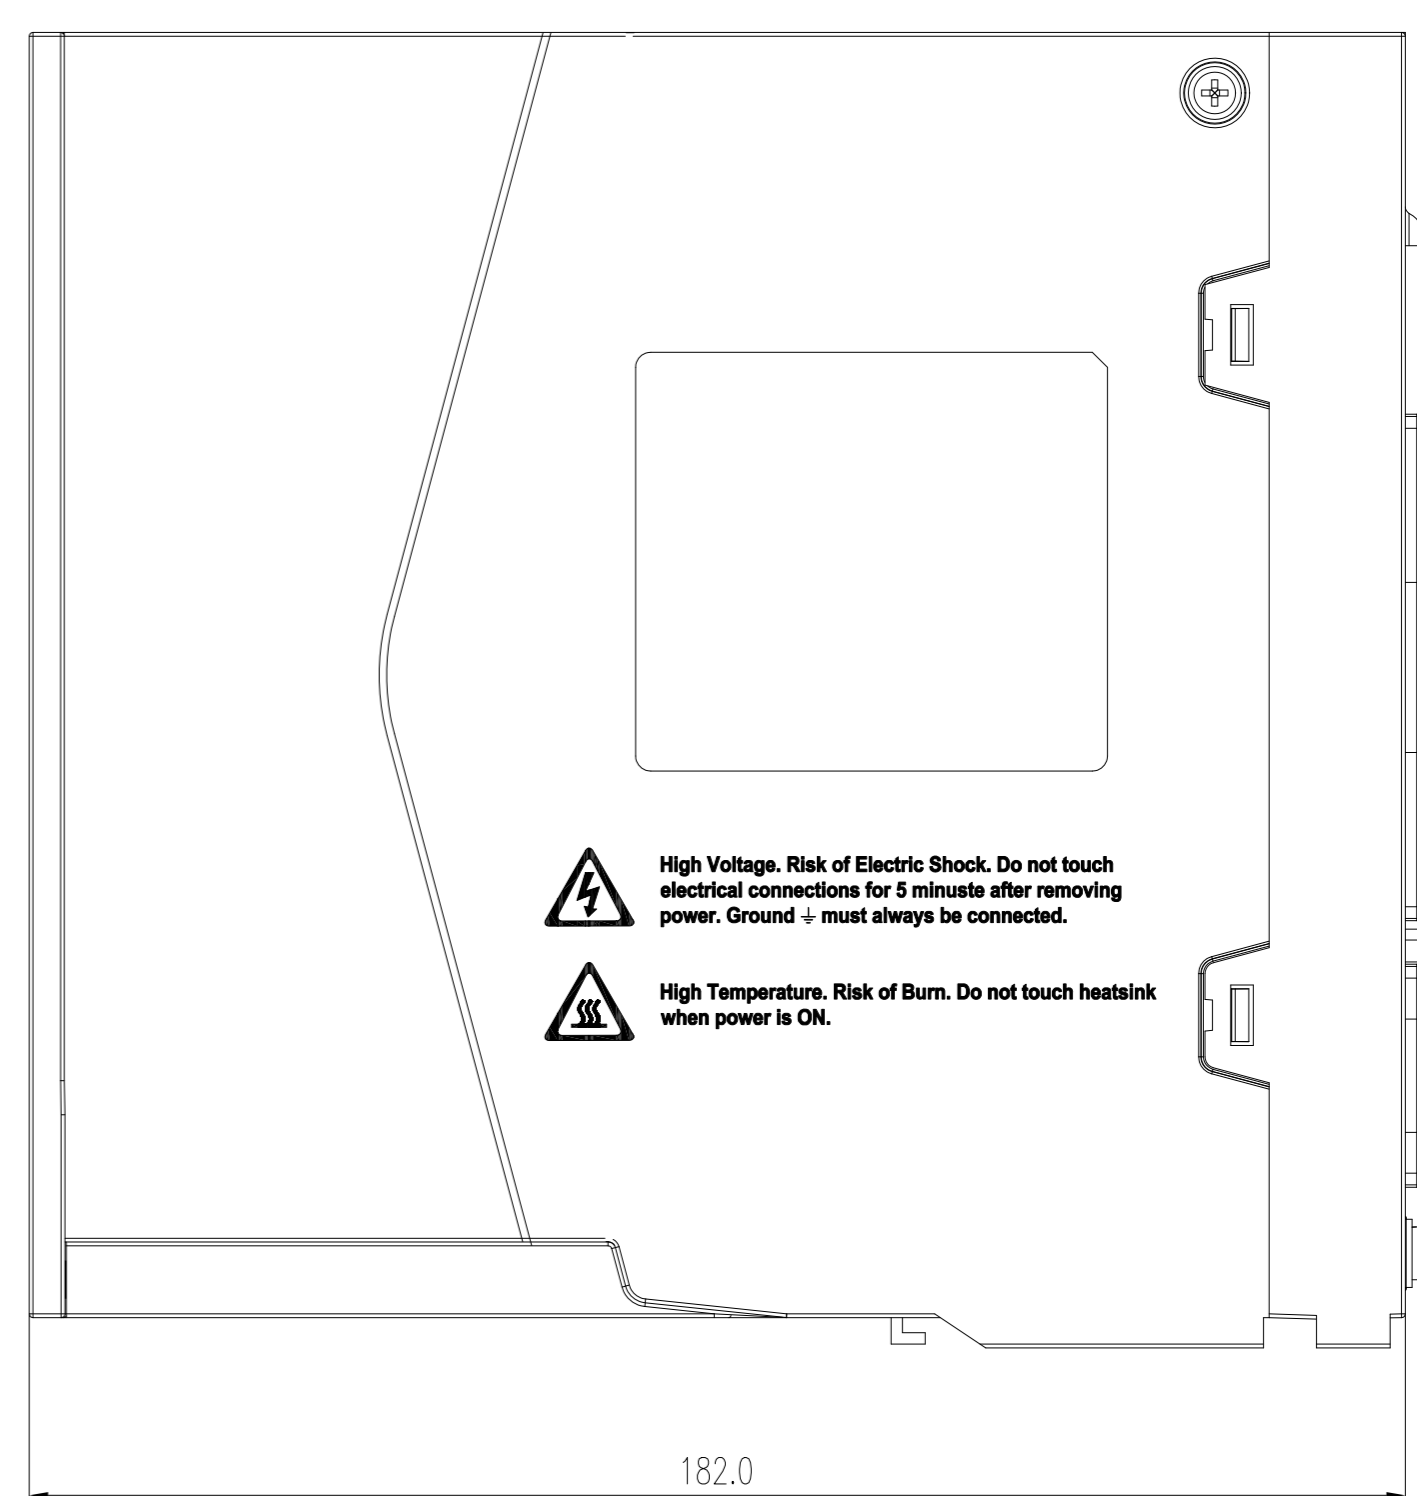 High Voltage. Risk of Electric Shock. Do not touch
electrical connections for 5 minuste after removing
power. Ground ⏚ must always be connected.
High Temperature. Risk of Burn. Do not touch heatsink
when power is ON.
182.0